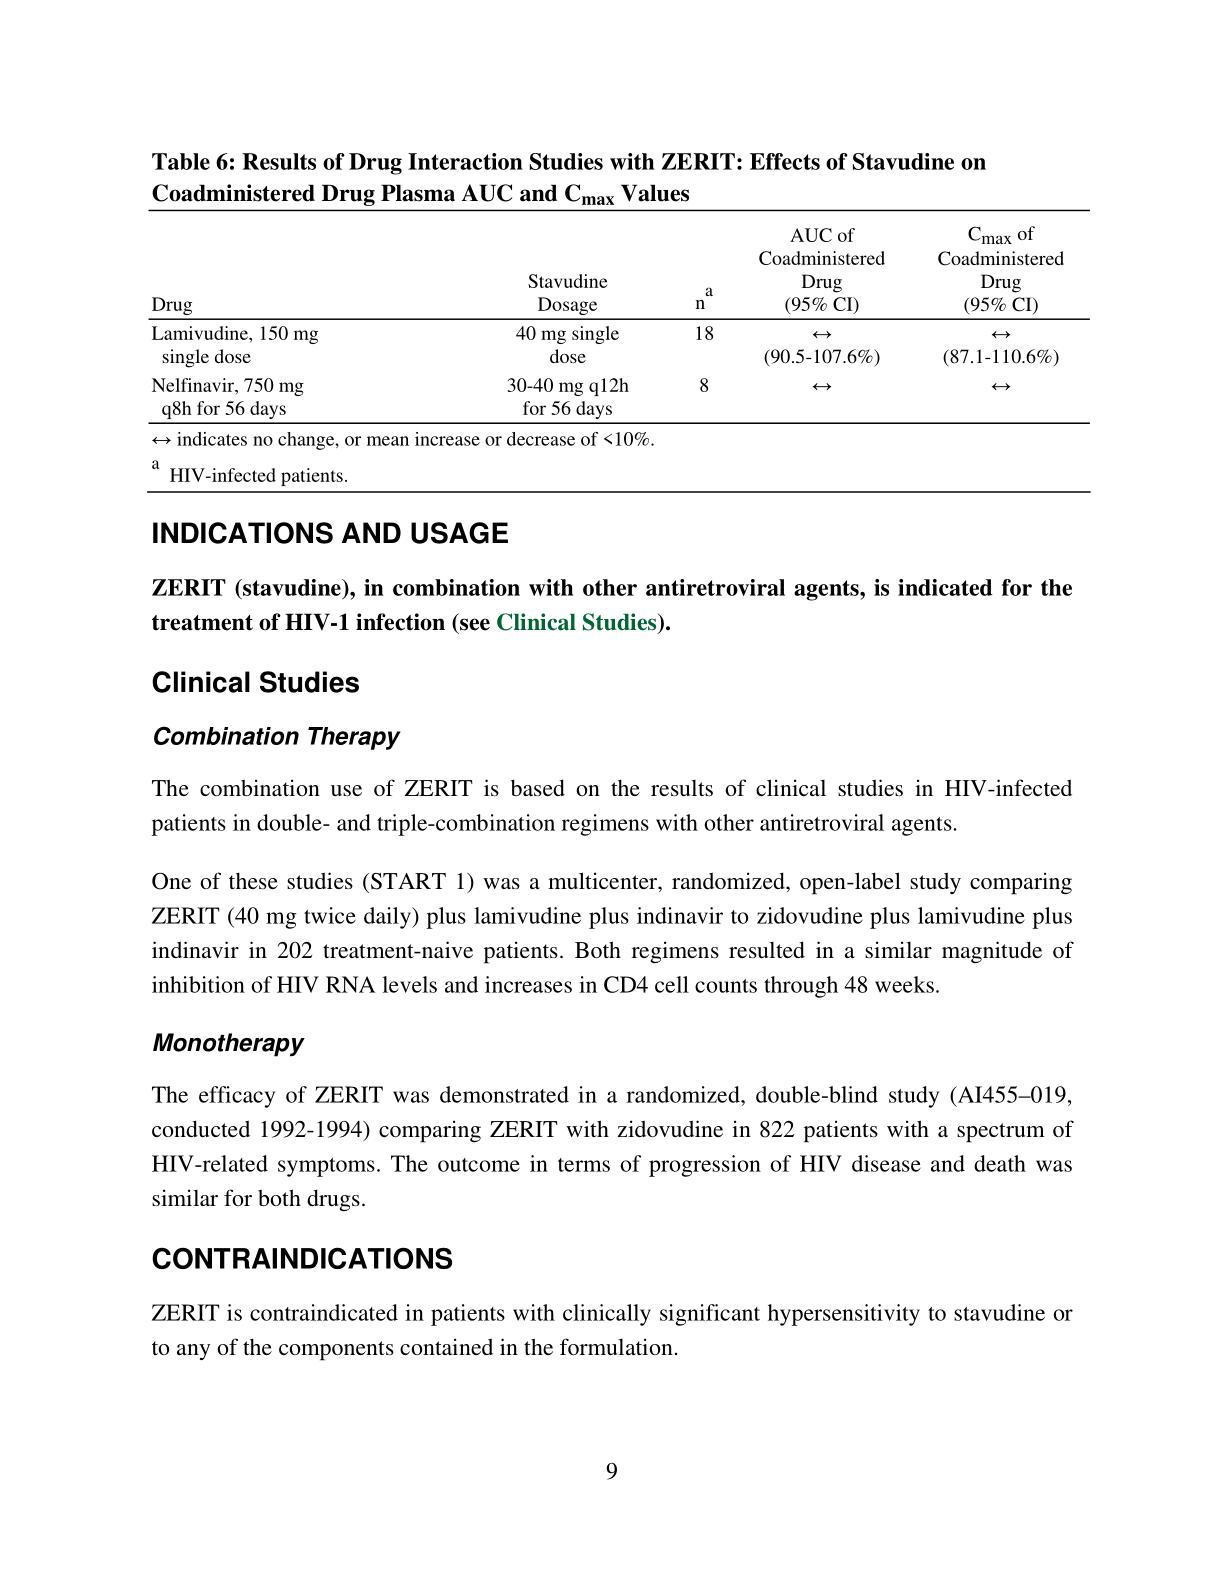 Table 6: Results of Drug Interaction Studies with ZERIT: Effects of Stavudine on
Coadministered Drug Plasma AUC and Cmax Values
Drug Stavudine Dosage nᵃ AUC of Coadministered Drug (95% CI) Cmax of Coadministered Drug (95% CI)
Lamivudine, 150 mg 40 mg single 18 ↔ ↔
single dose dose (90.5-107.6%) (87.1-110.6%)
Nelfinavir, 750 mg 30-40 mg q12h 8 ↔ ↔
q8h for 56 days for 56 days
↔ indicates no change, or mean increase or decrease of <10%.
ᵃ HIV-infected patients.
INDICATIONS AND USAGE
ZERIT (stavudine), in combination with other antiretroviral agents, is indicated for the
treatment of HIV-1 infection (see Clinical Studies).
Clinical Studies
Combination Therapy
The combination use of ZERIT is based on the results of clinical studies in HIV-infected
patients in double- and triple-combination regimens with other antiretroviral agents.
One of these studies (START 1) was a multicenter, randomized, open-label study comparing
ZERIT (40 mg twice daily) plus lamivudine plus indinavir to zidovudine plus lamivudine plus
indinavir in 202 treatment-naive patients. Both regimens resulted in a similar magnitude of
inhibition of HIV RNA levels and increases in CD4 cell counts through 48 weeks.
Monotherapy
The efficacy of ZERIT was demonstrated in a randomized, double-blind study (AI455–019,
conducted 1992-1994) comparing ZERIT with zidovudine in 822 patients with a spectrum of
HIV-related symptoms. The outcome in terms of progression of HIV disease and death was
similar for both drugs.
CONTRAINDICATIONS
ZERIT is contraindicated in patients with clinically significant hypersensitivity to stavudine or
to any of the components contained in the formulation.
9